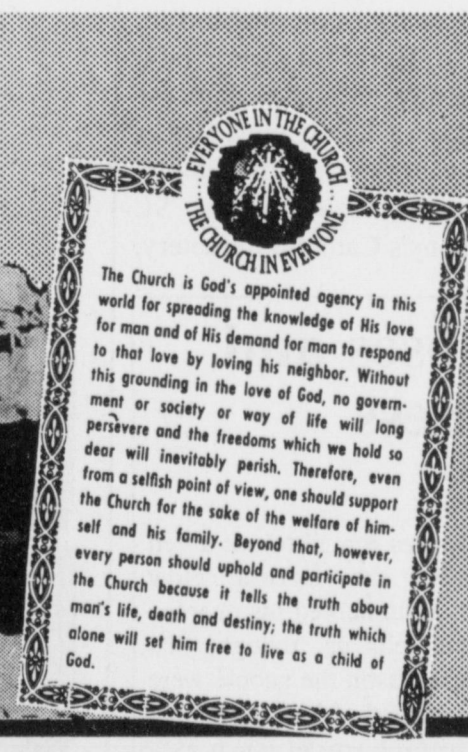 EVERYONE IN THE CHURCH
THE CHURCH IN EVERYONE
The Church is God's appointed agency in this
world for spreading the knowledge of His love
for man and of His demand for man to respond
to that love by loving his neighbor. Without
this grounding in the love of God, no govern-
ment or society or way of life will long
persevere and the freedoms which we hold so
dear will inevitably perish. Therefore, even
from a selfish point of view, one should support
the Church for the sake of the welfare of him-
self and his family. Beyond that, however,
every person should uphold and participate in
the Church because it tells the truth about
man's life, death and destiny; the truth which
alone will set him free to live as a child of
God.